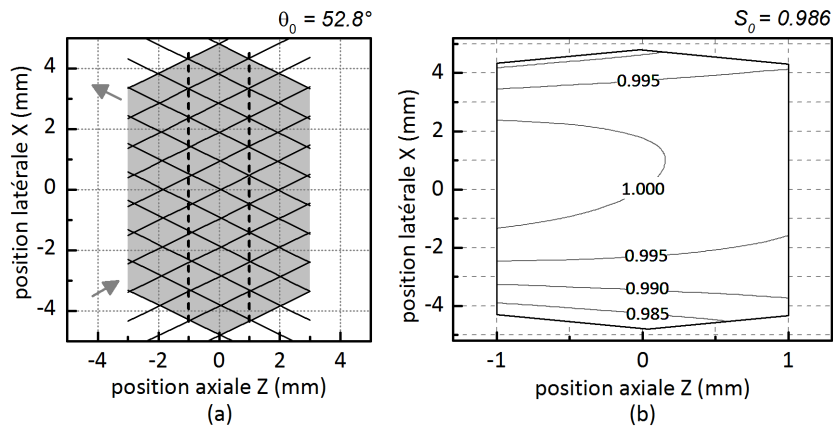 θ₀ = 52.8°
position latérale X (mm)
4
2
0
-2
-4
-4 -2 0 2 4
position axiale Z (mm)
(a)
S₀ = 0.986
position latérale X (mm)
4
2
0
-2
-4
0.995
1.000
0.995
0.990
0.985
-1 0 1
position axiale Z (mm)
(b)